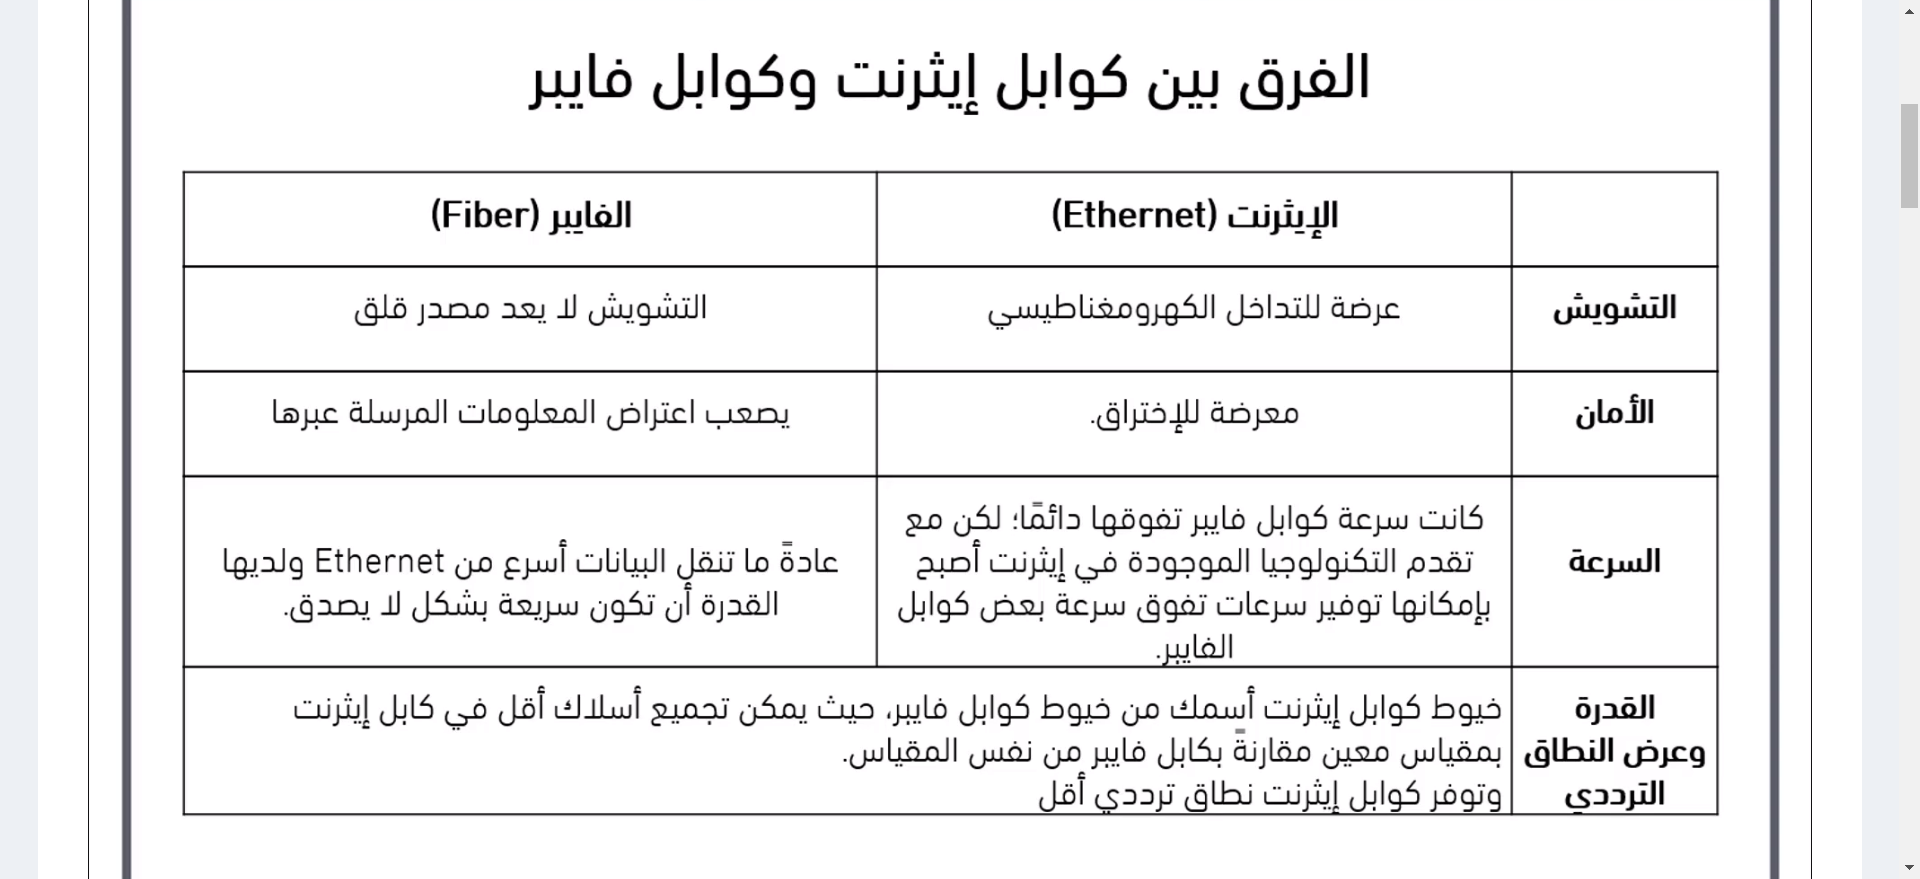 الفرق بين كوابل إيثرنت وكوابل فايبر
الإيثرنت (Ethernet)
الفايبر (Fiber)
التشويش
عرضة للتداخل الكهرومغناطيسي
التشويش لا يعد مصدر قلق
الأمان
معرضة للإختراق.
يصعب اعتراض المعلومات المرسلة عبرها
السرعة
كانت سرعة كوابل فايبر تفوقها دائمًا؛ لكن مع
تقدم التكنولوجيا الموجودة في إيثرنت أصبح
بإمكانها توفير سرعات تفوق سرعة بعض كوابل
الفايبر.
عادةً ما تنقل البيانات أسرع من Ethernet ولديها
القدرة أن تكون سريعة بشكل لا يصدق.
القدرة
وعرض النطاق
الترددي
خيوط كوابل إيثرنت أسمك من خيوط كوابل فايبر، حيث يمكن تجميع أسلاك أقل في كابل إيثرنت
بمقياس معين مقارنةً بكابل فايبر من نفس المقياس.
وتوفر كوابل إيثرنت نطاق ترددي أقل